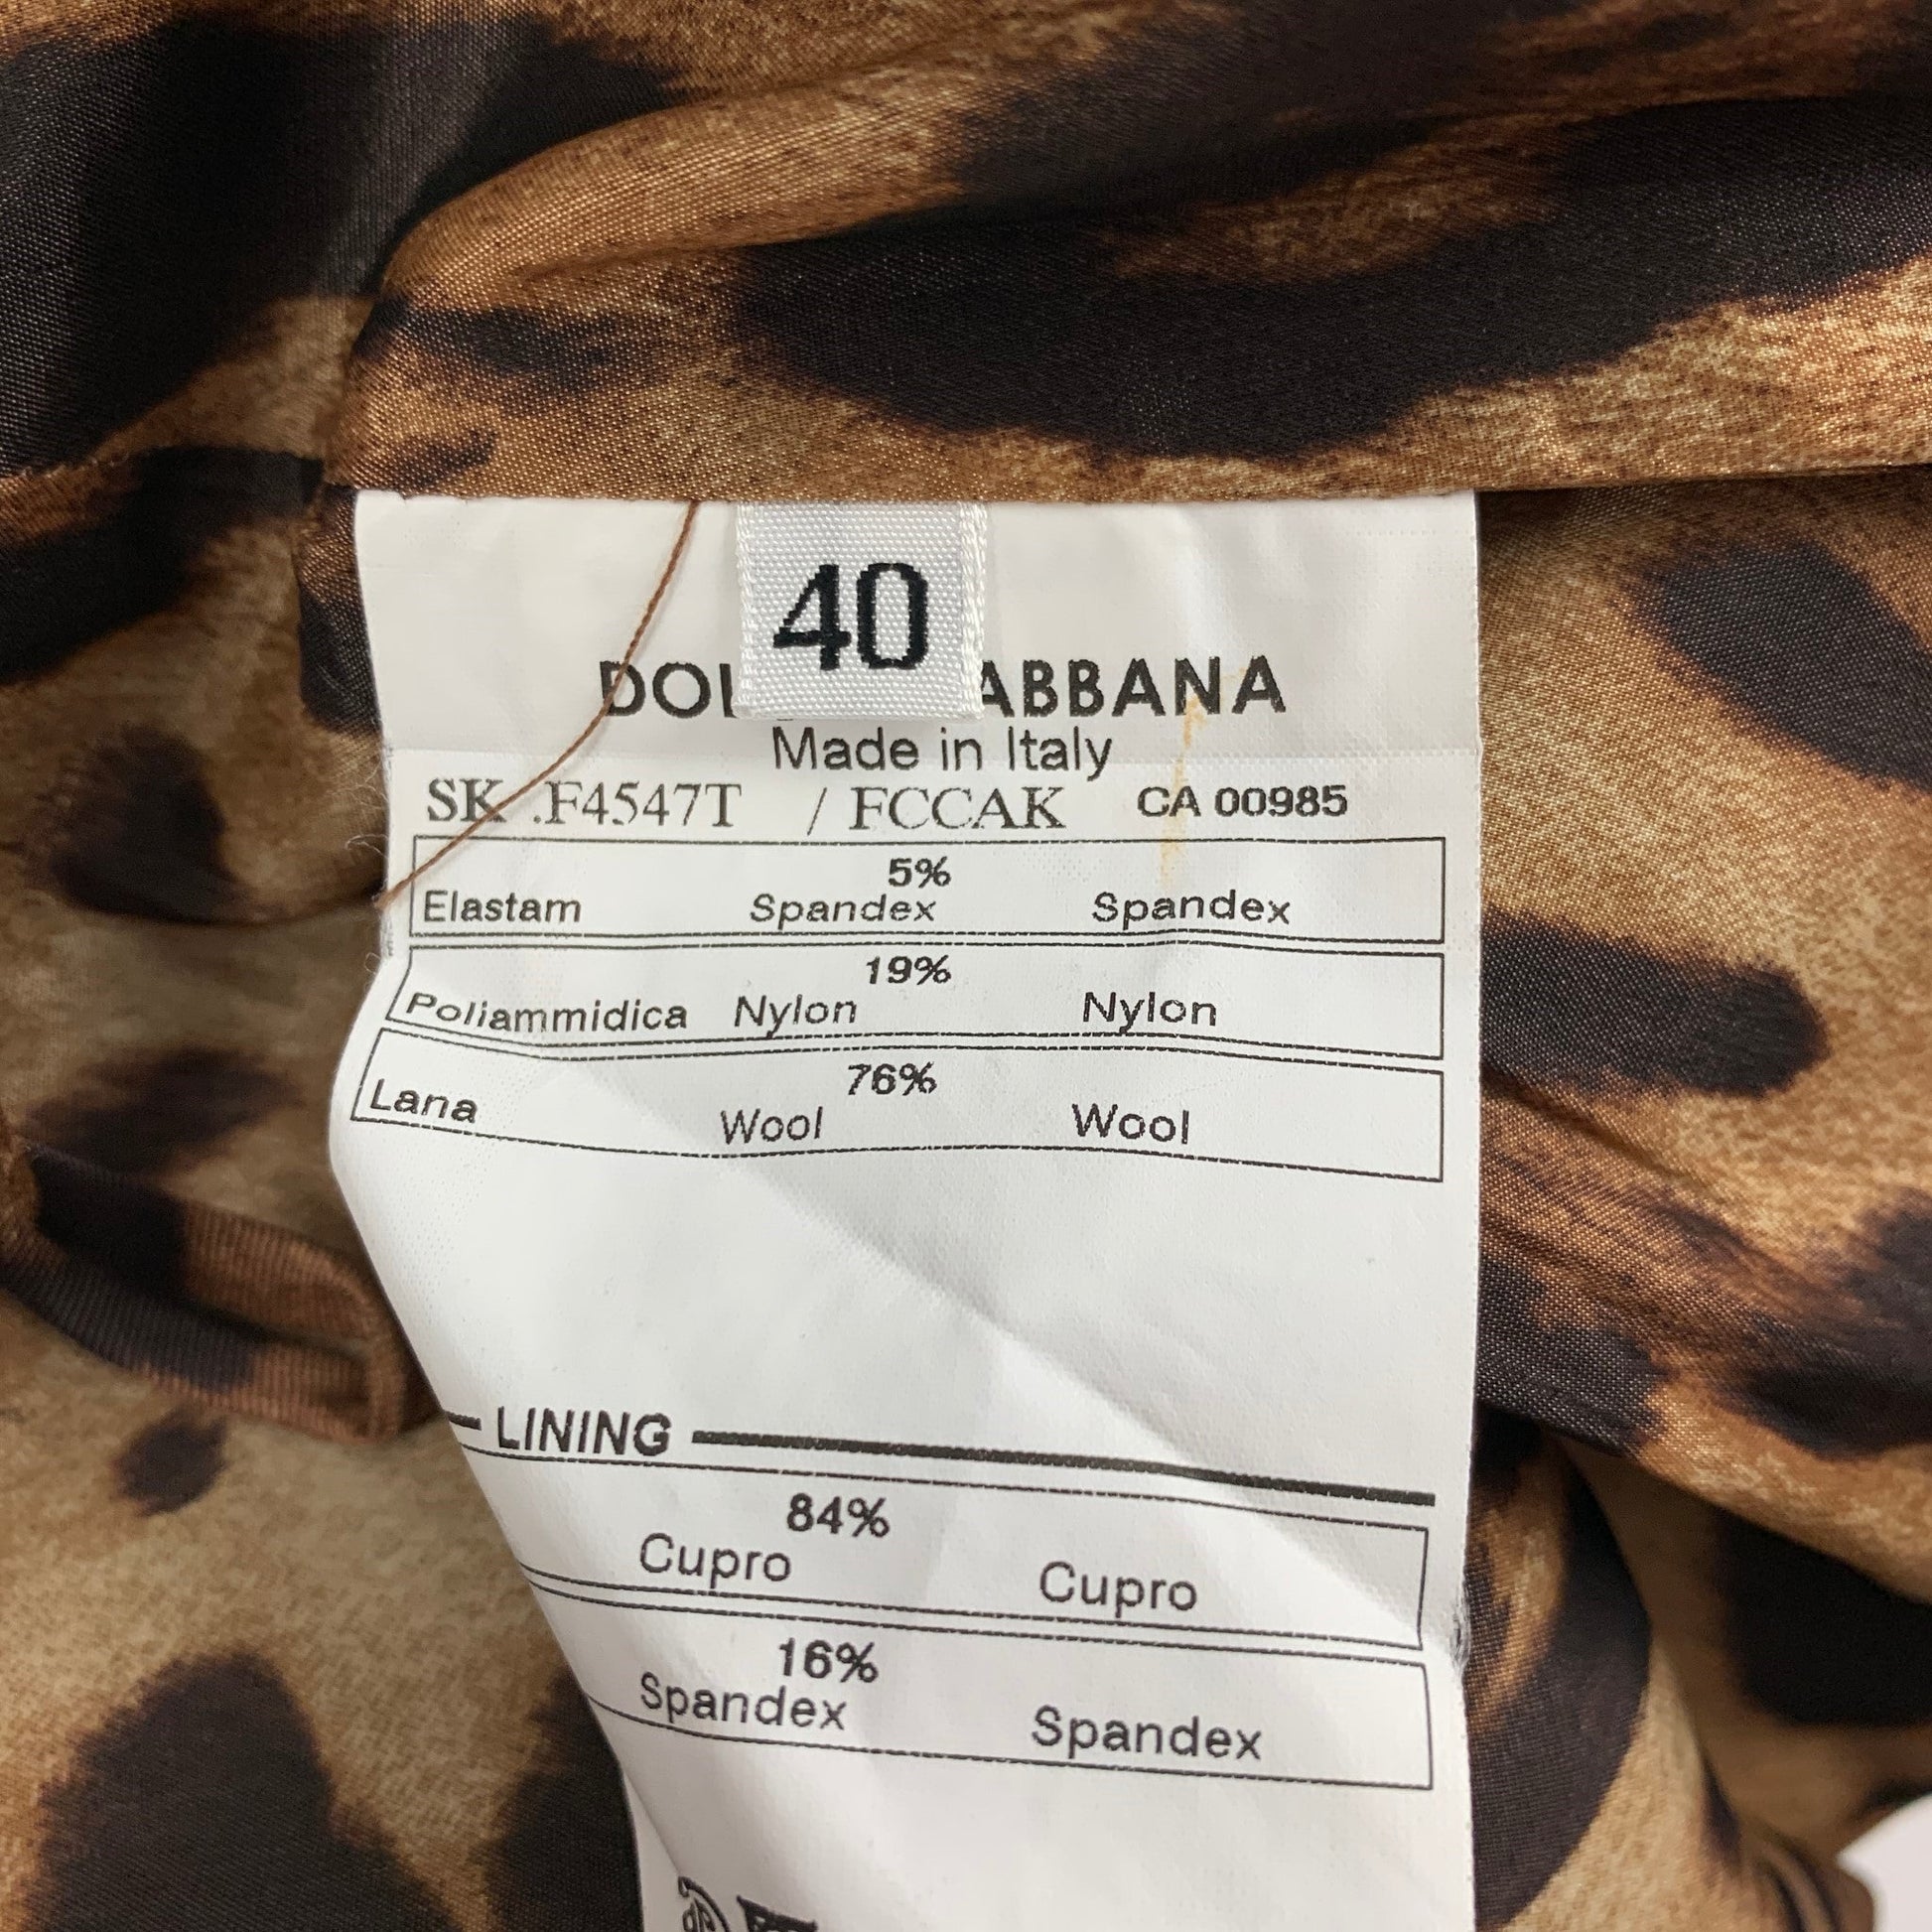 40
DOL ABBANA
Made in Italy
SK .F4547T / FCCAK CA 00985
5%
Elastam Spandex Spandex
19%
Poliammidica Nylon Nylon
76%
Lana Wool Wool
LINING
84%
Cupro Cupro
16%
Spandex Spandex